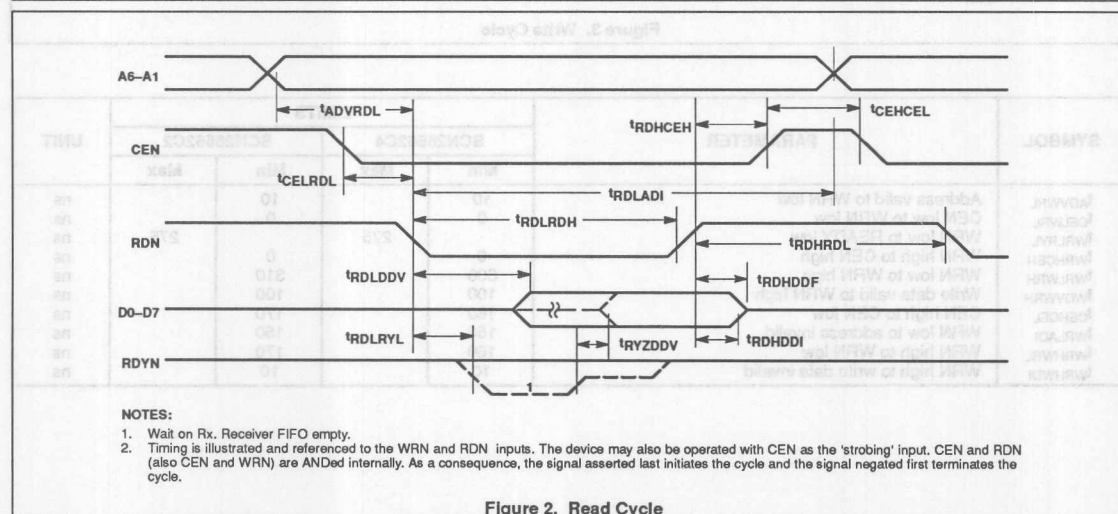 A6–A1
tADVRDL
tRDHCEH
tCEHCEL
CEN
tCELRDL
tRDLADI
tRDLRDH
RDN
tRDHRDL
tRDLDDV
tRDHDDF
D0–D7
tRDLRYL
tRYZDDV
tRDHDDI
RDYN
1
NOTES:
1. Wait on Rx. Receiver FIFO empty.
2. Timing is illustrated and referenced to the WRN and RDN inputs. The device may also be operated with CEN as the 'strobing' input. CEN and RDN
(also CEN and WRN) are ANDed internally. As a consequence, the signal asserted last initiates the cycle and the signal negated first terminates the
cycle.
Figure 2. Read Cycle